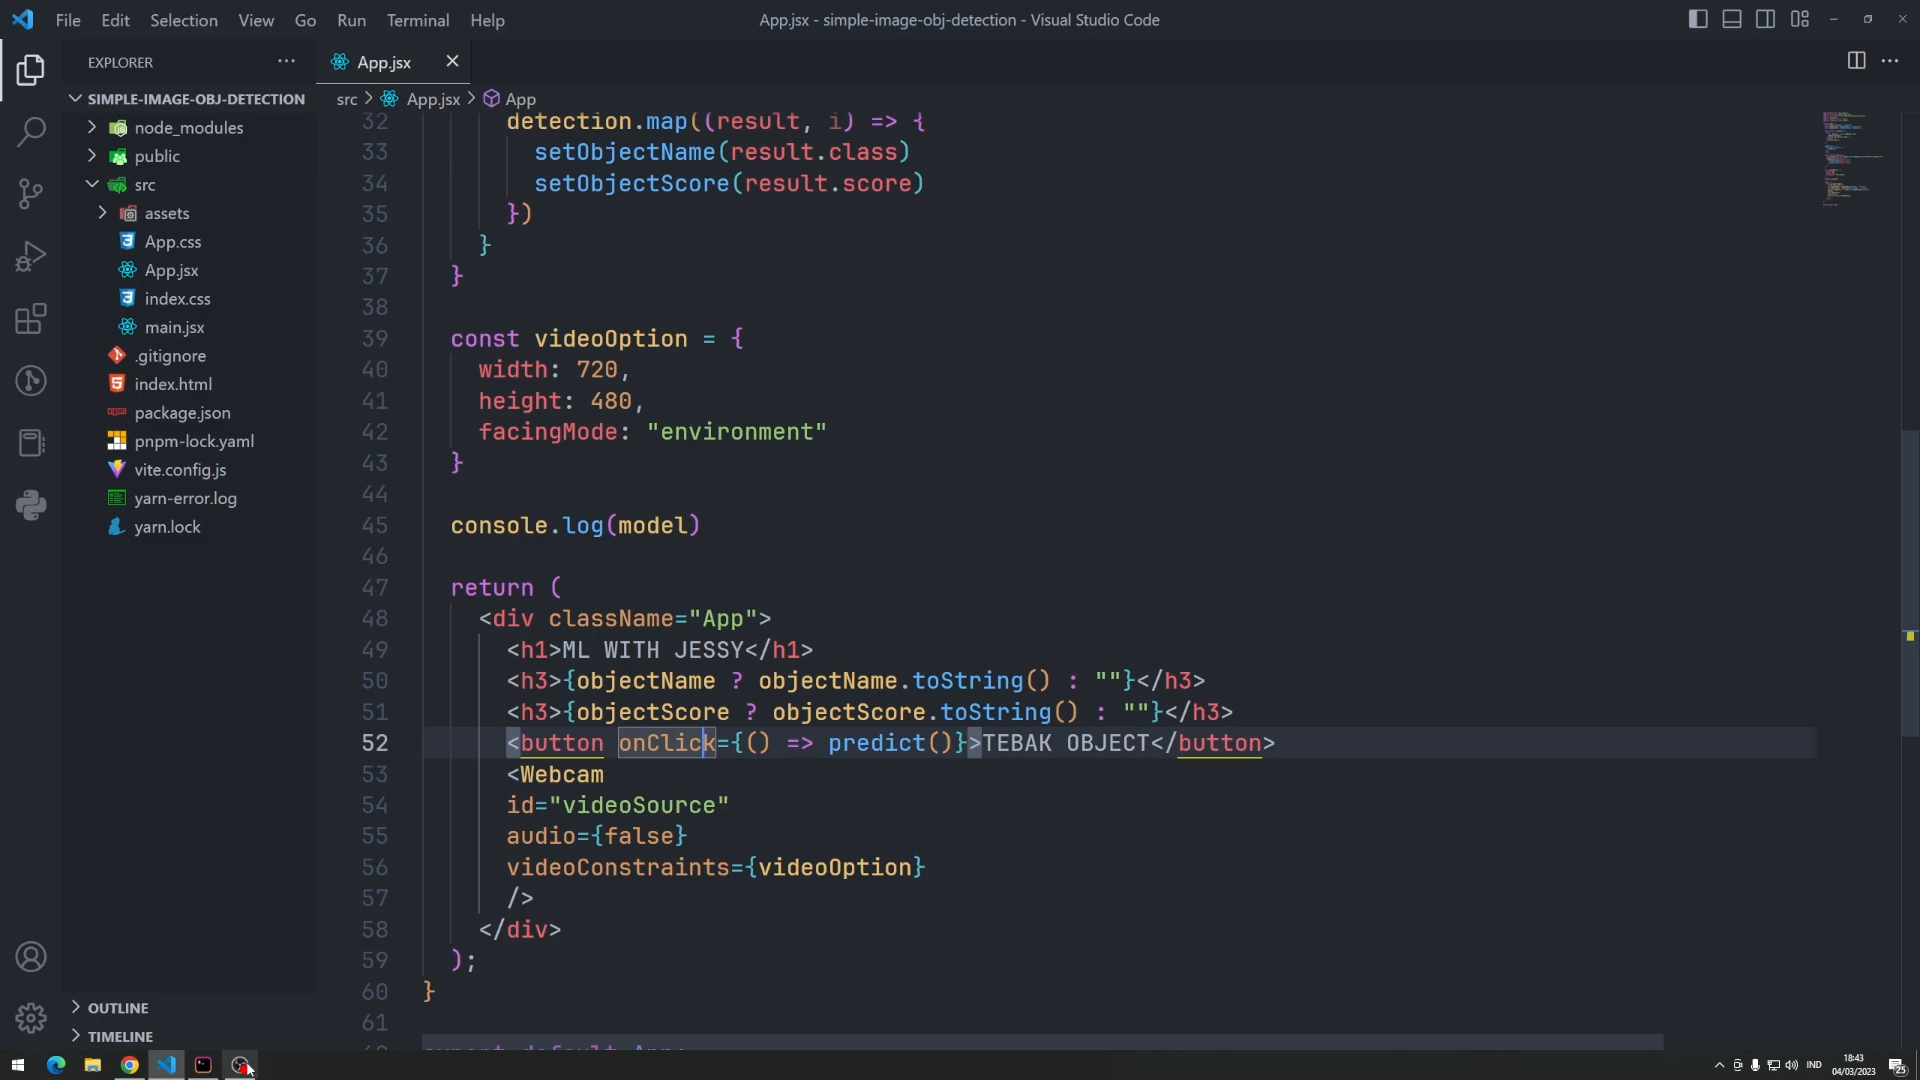 File Edit Selection View Go Run Terminal Help
App.jsx - simple-image-obj-detection - Visual Studio Code
EXPLORER
App.jsx
SIMPLE-IMAGE-OBJ-DETECTION
src > App.jsx > App
node_modules
public
src
assets
App.css
App.jsx
index.css
main.jsx
.gitignore
index.html
package.json
pnpm-lock.yaml
vite.config.js
yarn-error.log
yarn.lock
OUTLINE
TIMELINE
32 detection.map((result, i) => {
33 setObjectName(result.class)
34 setObjectScore(result.score)
35 })
36 }
37 }
38
39 const videoOption = {
40 width: 720,
41 height: 480,
42 facingMode: "environment"
43 }
44
45 console.log(model)
46
47 return (
48 <div className="App">
49 <h1>ML WITH JESSY</h1>
50 <h3>{objectName ? objectName.toString() : ""}</h3>
51 <h3>{objectScore ? objectScore.toString() : ""}</h3>
52 <button onClick={() => predict()}>TEBAK OBJECT</button>
53 <Webcam
54 id="videoSource"
55 audio={false}
56 videoConstraints={videoOption}
57 />
58 </div>
59 );
60 }
61
IND
18:43
04/03/2023
25